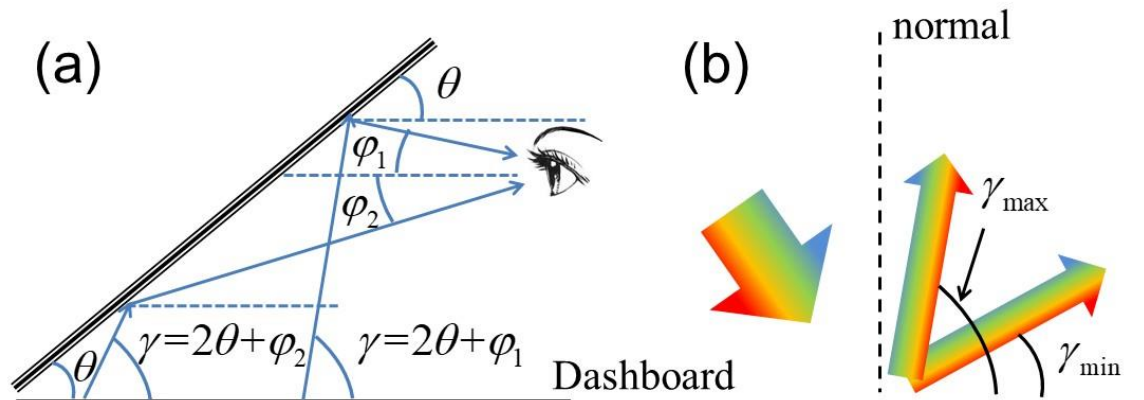 (a)
θ
φ₁
φ₂
θ
γ=2θ+φ₂
γ=2θ+φ₁
Dashboard
(b)
normal
γmax
γmin